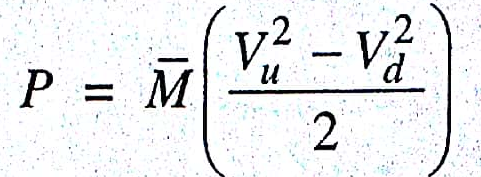 P = M̅ ( (V_u^2 − V_d^2) / 2 )